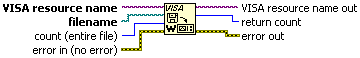 VISA resource name
filename
count (entire file)
error in (no error)
VISA
W
VISA resource name out
return count
error out